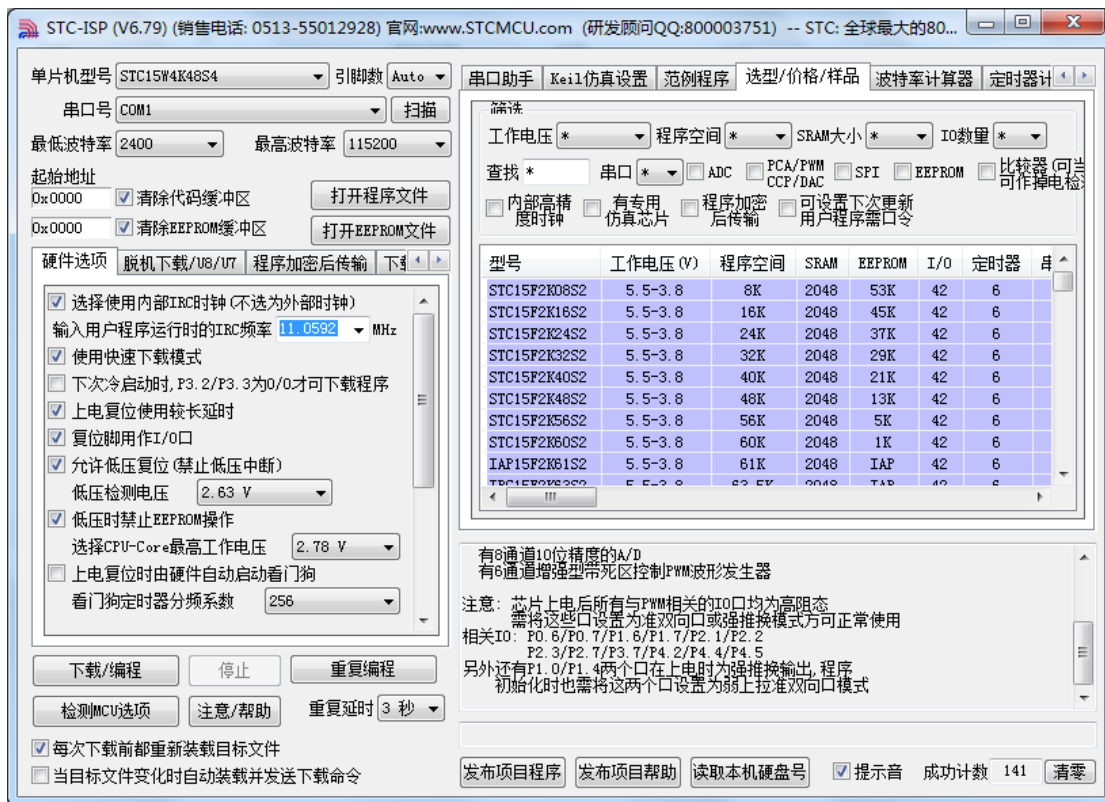 STC-ISP (V6.79) (销售电话: 0513-55012928) 官网:www.STCMCU.com (研发顾问QQ:800003751) -- STC: 全球最大的80...
单片机型号 STC15W4K48S4 引脚数 Auto
串口号 COM1 扫描
最低波特率 2400 最高波特率 115200
起始地址
0x0000 清除代码缓冲区 打开程序文件
0x0000 清除EEPROM缓冲区 打开EEPROM文件
硬件选项 脱机下载/U8/U7 程序加密后传输
选择使用内部IRC时钟(不选为外部时钟)
输入用户程序运行时的IRC频率 11.0592 MHz
使用快速下载模式
下次冷启动时,P3.2/P3.3为0/0才可下载程序
上电复位使用较长延时
复位脚用作I/O口
允许低压复位(禁止低压中断)
低压检测电压 2.63 V
低压时禁止EEPROM操作
选择CPU-Core最高工作电压 2.78 V
上电复位时由硬件自动启动看门狗
看门狗定时器分频系数 256
下载/编程 停止 重复编程
检测MCU选项 注意/帮助 重复延时 3 秒
每次下载前都重新装载目标文件
当目标文件变化时自动装载并发送下载命令
串口助手 Keil仿真设置 范例程序 选型/价格/样品 波特率计算器 定时器计
筛选
工作电压 * 程序空间 * SRAM大小 * IO数量 *
查找 * 串口 * ADC PCA/PWM SPI EEPROM 比较器(可当
CCP/DAC 可作掉电检
内部高精 有专用 程序加密 可设置下次更新
度时钟 仿真芯片 后传输 用户程序需口令
型号 工作电压(V) 程序空间 SRAM EEPROM I/O 定时器 串
STC15F2K08S2 5.5-3.8 8K 2048 53K 42 6
STC15F2K16S2 5.5-3.8 16K 2048 45K 42 6
STC15F2K24S2 5.5-3.8 24K 2048 37K 42 6
STC15F2K32S2 5.5-3.8 32K 2048 29K 42 6
STC15F2K40S2 5.5-3.8 40K 2048 21K 42 6
STC15F2K48S2 5.5-3.8 48K 2048 13K 42 6
STC15F2K56S2 5.5-3.8 56K 2048 5K 42 6
STC15F2K60S2 5.5-3.8 60K 2048 1K 42 6
IAP15F2K61S2 5.5-3.8 61K 2048 IAP 42 6
有8通道10位精度的A/D
有6通道增强型带死区控制PWM波形发生器
注意: 芯片上电后所有与PWM相关的IO口均为高阻态
需将这些口设置为准双向口或强推挽模式方可正常使用
相关IO: P0.6/P0.7/P1.6/P1.7/P2.1/P2.2
P2.3/P2.7/P3.7/P4.2/P4.4/P4.5
另外还有P1.0/P1.4两个口在上电时为强推挽输出,程序
初始化时也需将这两个口设置为弱上拉准双向口模式
发布项目程序 发布项目帮助 读取本机硬盘号 提示音 成功计数 141 清零